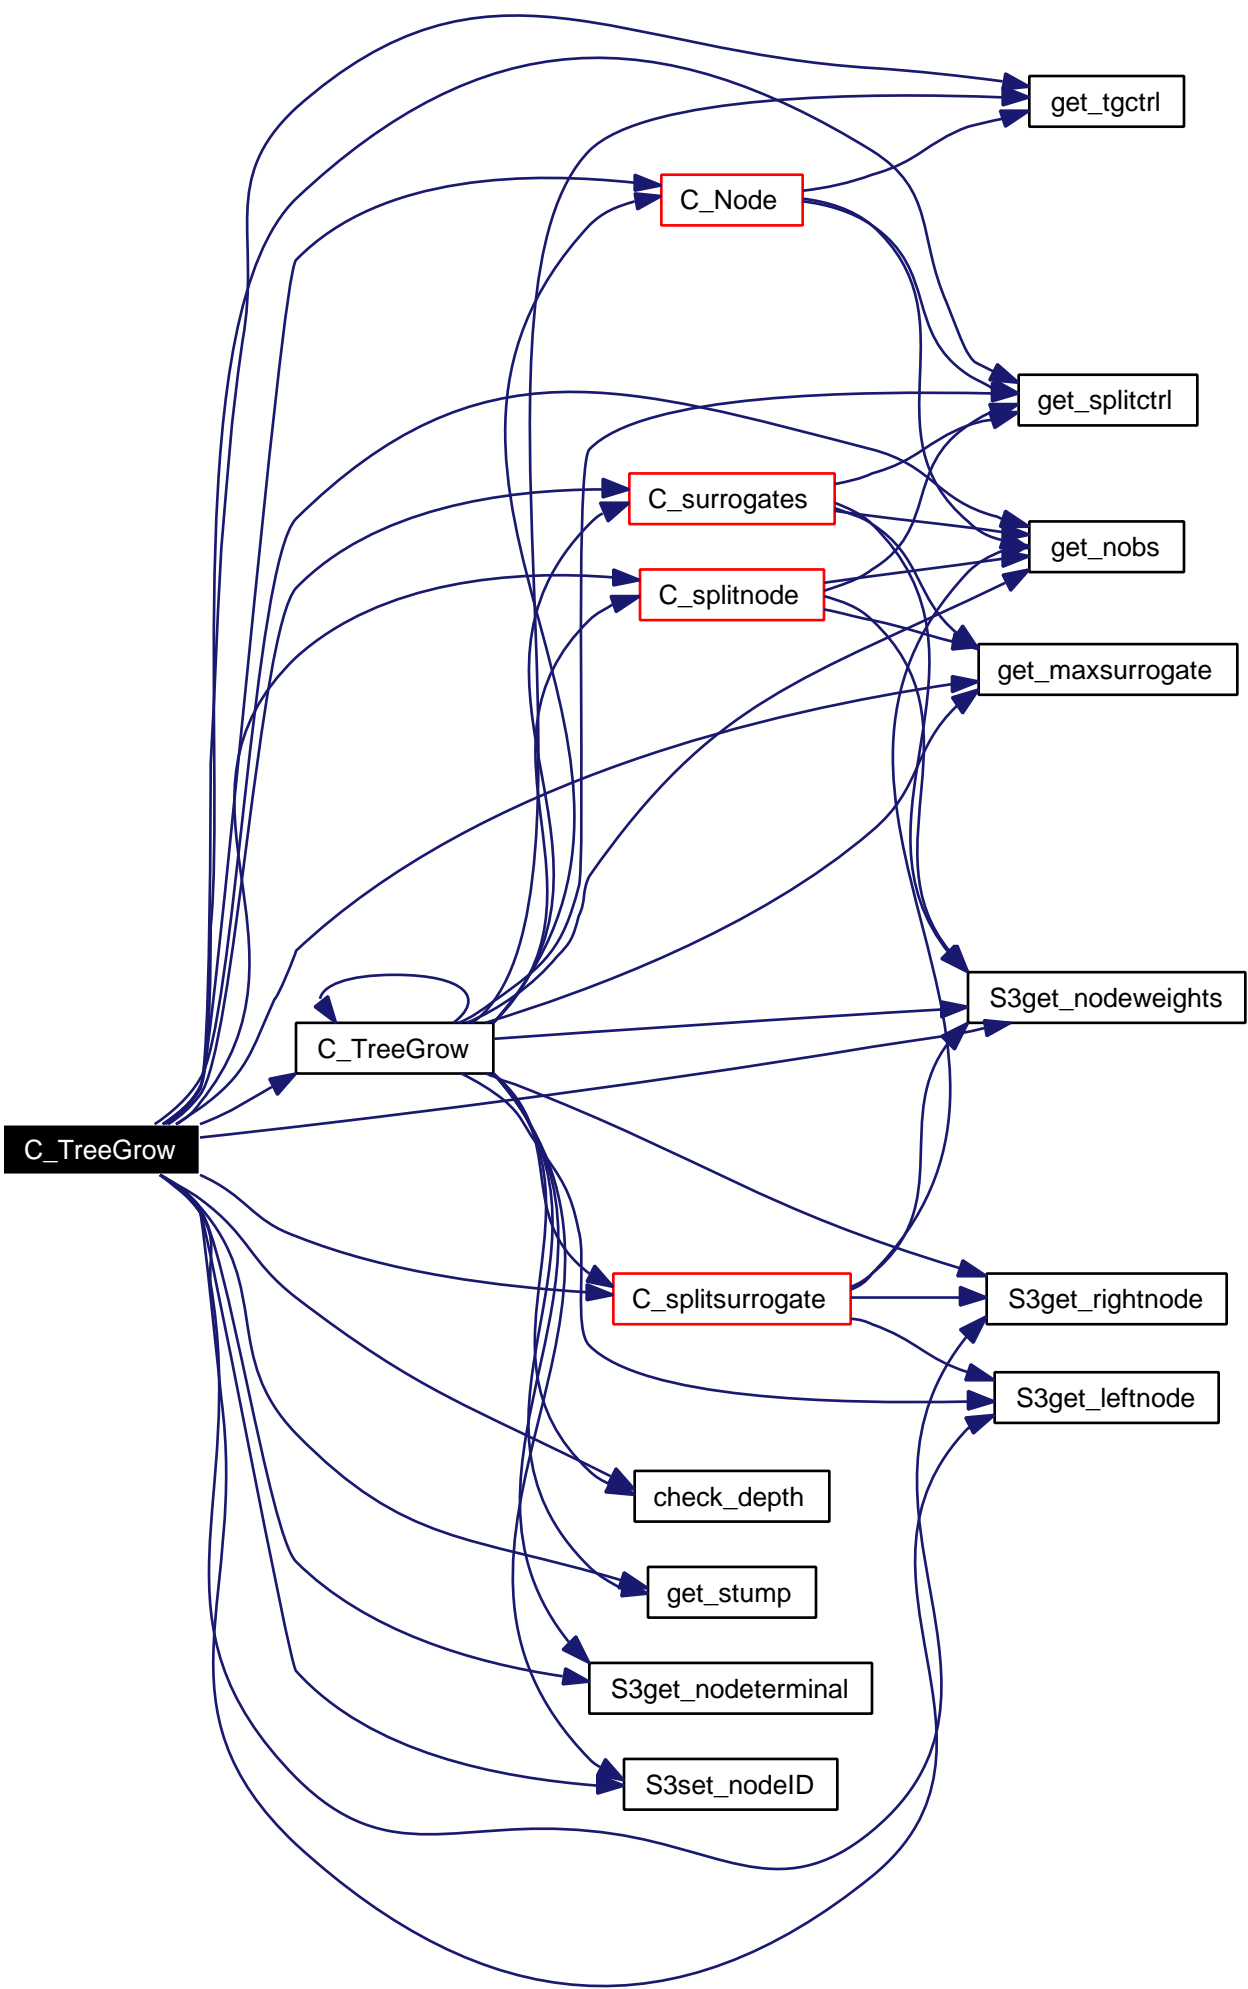 get_tgctrl
C_Node
get_splitctrl
C_surrogates
get_nobs
C_splitnode
get_maxsurrogate
S3get_nodeweights
C_TreeGrow
C_TreeGrow
C_splitsurrogate
S3get_rightnode
S3get_leftnode
check_depth
get_stump
S3get_nodeterminal
S3set_nodeID